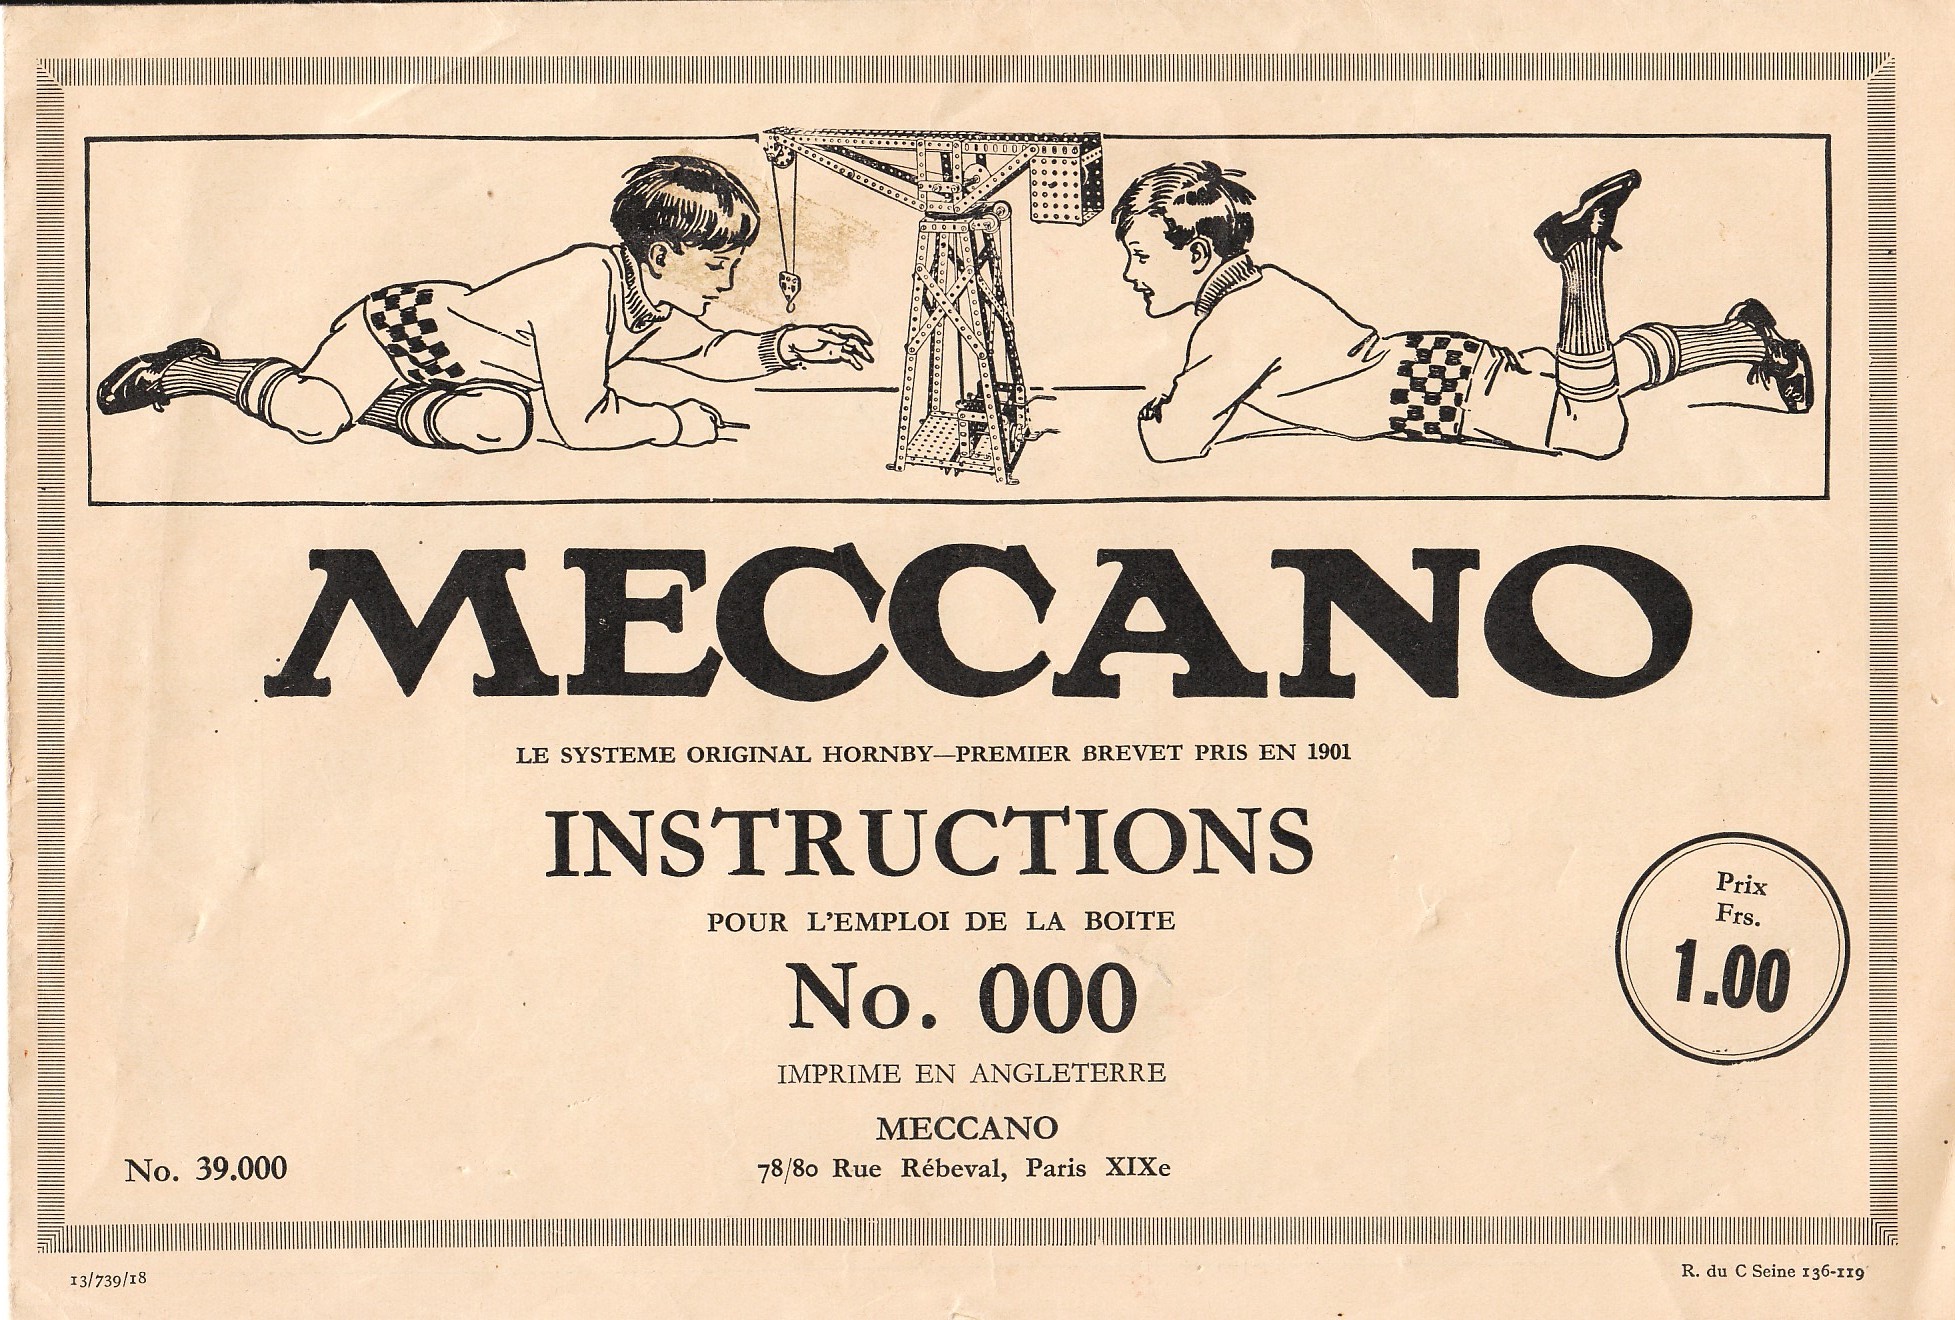 MECCANO
LE SYSTEME ORIGINAL HORNBY—PREMIER BREVET PRIS EN 1901
INSTRUCTIONS
POUR L'EMPLOI DE LA BOITE
No. 000
IMPRIME EN ANGLETERRE
MECCANO
78/80 Rue Rébeval, Paris XIXe
Prix
Frs.
1.00
No. 39.000
13/739/18
R. du C Seine 136-119